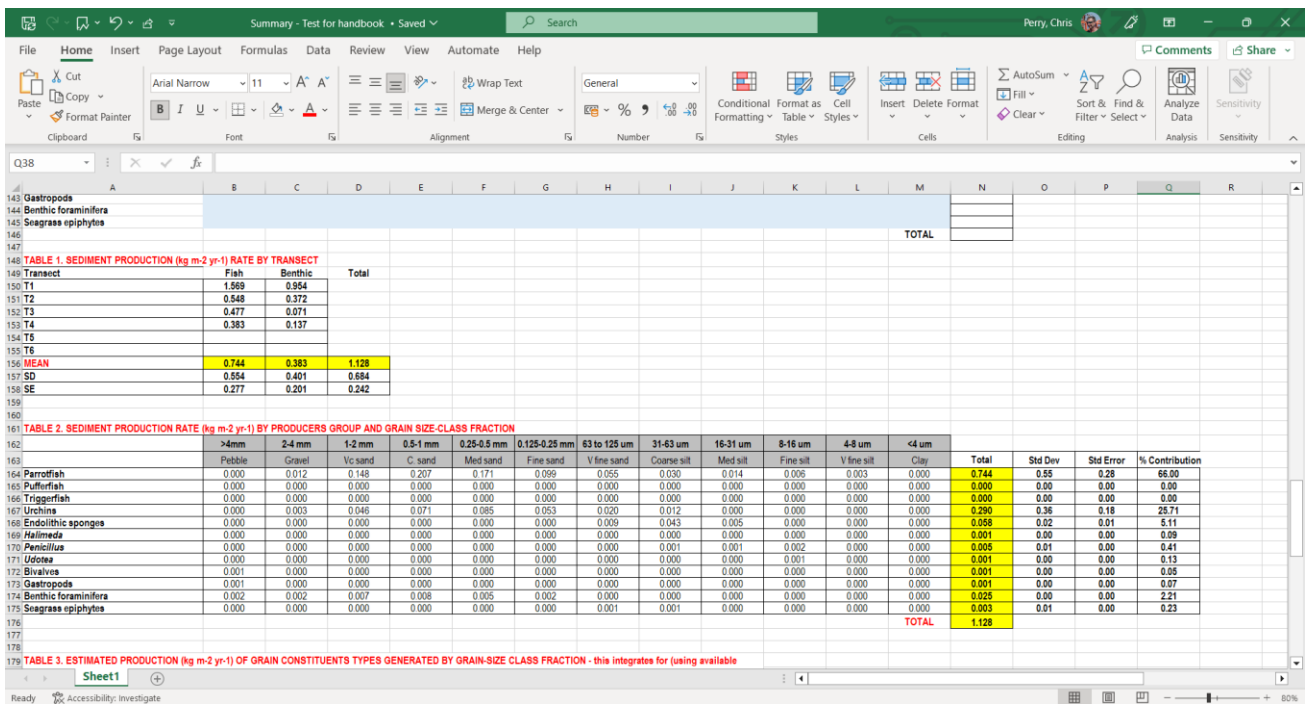 Summary - Test for handbook • Saved
Search
Perry, Chris
File Home Insert Page Layout Formulas Data Review View Automate Help
Comments Share
Paste
Cut
Copy
Format Painter
Clipboard
Arial Narrow 11
B I U
Font
Wrap Text
Merge & Center
Alignment
General
Number
Conditional Formatting
Format as Table
Cell Styles
Styles
Insert Delete Format
Cells
AutoSum
Fill
Clear
Sort & Filter
Find & Select
Editing
Analyze Data
Analysis
Sensitivity
Sensitivity
Q38 fx
A B C D E F G H I J K L M N O P Q R
143 Gastropods
144 Benthic foraminifera
145 Seagrass epiphytes
146 TOTAL
147
148 TABLE 1. SEDIMENT PRODUCTION (kg m-2 yr-1) RATE BY TRANSECT
149 Transect Fish Benthic Total
150 T1 1.569 0.954
151 T2 0.548 0.372
152 T3 0.477 0.071
153 T4 0.383 0.137
154 T5
155 T6
156 MEAN 0.744 0.383 1.128
157 SD 0.554 0.401 0.684
158 SE 0.277 0.201 0.242
159
160
161 TABLE 2. SEDIMENT PRODUCTION RATE (kg m-2 yr-1) BY PRODUCERS GROUP AND GRAIN SIZE-CLASS FRACTION
162 >4mm 2-4 mm 1-2 mm 0.5-1 mm 0.25-0.5 mm 0.125-0.25 mm 63 to 125 um 31-63 um 16-31 um 8-16 um 4-8 um <4 um
163 Pebble Gravel Vc sand C. sand Med sand Fine sand V fine sand Coarse silt Med silt Fine silt V fine silt Clay Total Std Dev Std Error % Contribution
164 Parrotfish 0.000 0.012 0.148 0.207 0.171 0.099 0.055 0.030 0.014 0.006 0.003 0.000 0.744 0.55 0.28 66.00
165 Pufferfish 0.000 0.000 0.000 0.000 0.000 0.000 0.000 0.000 0.000 0.000 0.000 0.000 0.000 0.00 0.00 0.00
166 Triggerfish 0.000 0.000 0.000 0.000 0.000 0.000 0.000 0.000 0.000 0.000 0.000 0.000 0.000 0.00 0.00 0.00
167 Urchins 0.000 0.003 0.046 0.071 0.085 0.053 0.020 0.012 0.000 0.000 0.000 0.000 0.290 0.36 0.18 25.71
168 Endolithic sponges 0.000 0.000 0.000 0.000 0.000 0.000 0.009 0.043 0.005 0.000 0.000 0.000 0.058 0.02 0.01 5.11
169 Halimeda 0.000 0.000 0.000 0.000 0.000 0.000 0.000 0.000 0.000 0.000 0.000 0.000 0.001 0.00 0.00 0.09
170 Penicillus 0.000 0.000 0.000 0.000 0.000 0.000 0.000 0.001 0.001 0.002 0.000 0.000 0.005 0.01 0.00 0.41
171 Udotea 0.000 0.000 0.000 0.000 0.000 0.000 0.000 0.000 0.000 0.001 0.000 0.000 0.001 0.00 0.00 0.13
172 Bivalves 0.001 0.000 0.000 0.000 0.000 0.000 0.000 0.000 0.000 0.000 0.000 0.000 0.001 0.00 0.00 0.05
173 Gastropods 0.001 0.000 0.000 0.000 0.000 0.000 0.000 0.000 0.000 0.000 0.000 0.000 0.001 0.00 0.00 0.07
174 Benthic foraminifera 0.002 0.002 0.007 0.008 0.005 0.002 0.000 0.000 0.000 0.000 0.000 0.000 0.025 0.00 0.00 2.21
175 Seagrass epiphytes 0.000 0.000 0.000 0.000 0.000 0.000 0.001 0.001 0.000 0.000 0.000 0.000 0.003 0.01 0.00 0.23
176 TOTAL 1.128
177
178
179 TABLE 3. ESTIMATED PRODUCTION (kg m-2 yr-1) OF GRAIN CONSTITUENTS TYPES GENERATED BY GRAIN-SIZE CLASS FRACTION - this integrates for (using available
Sheet1
Ready Accessibility: Investigate 80%